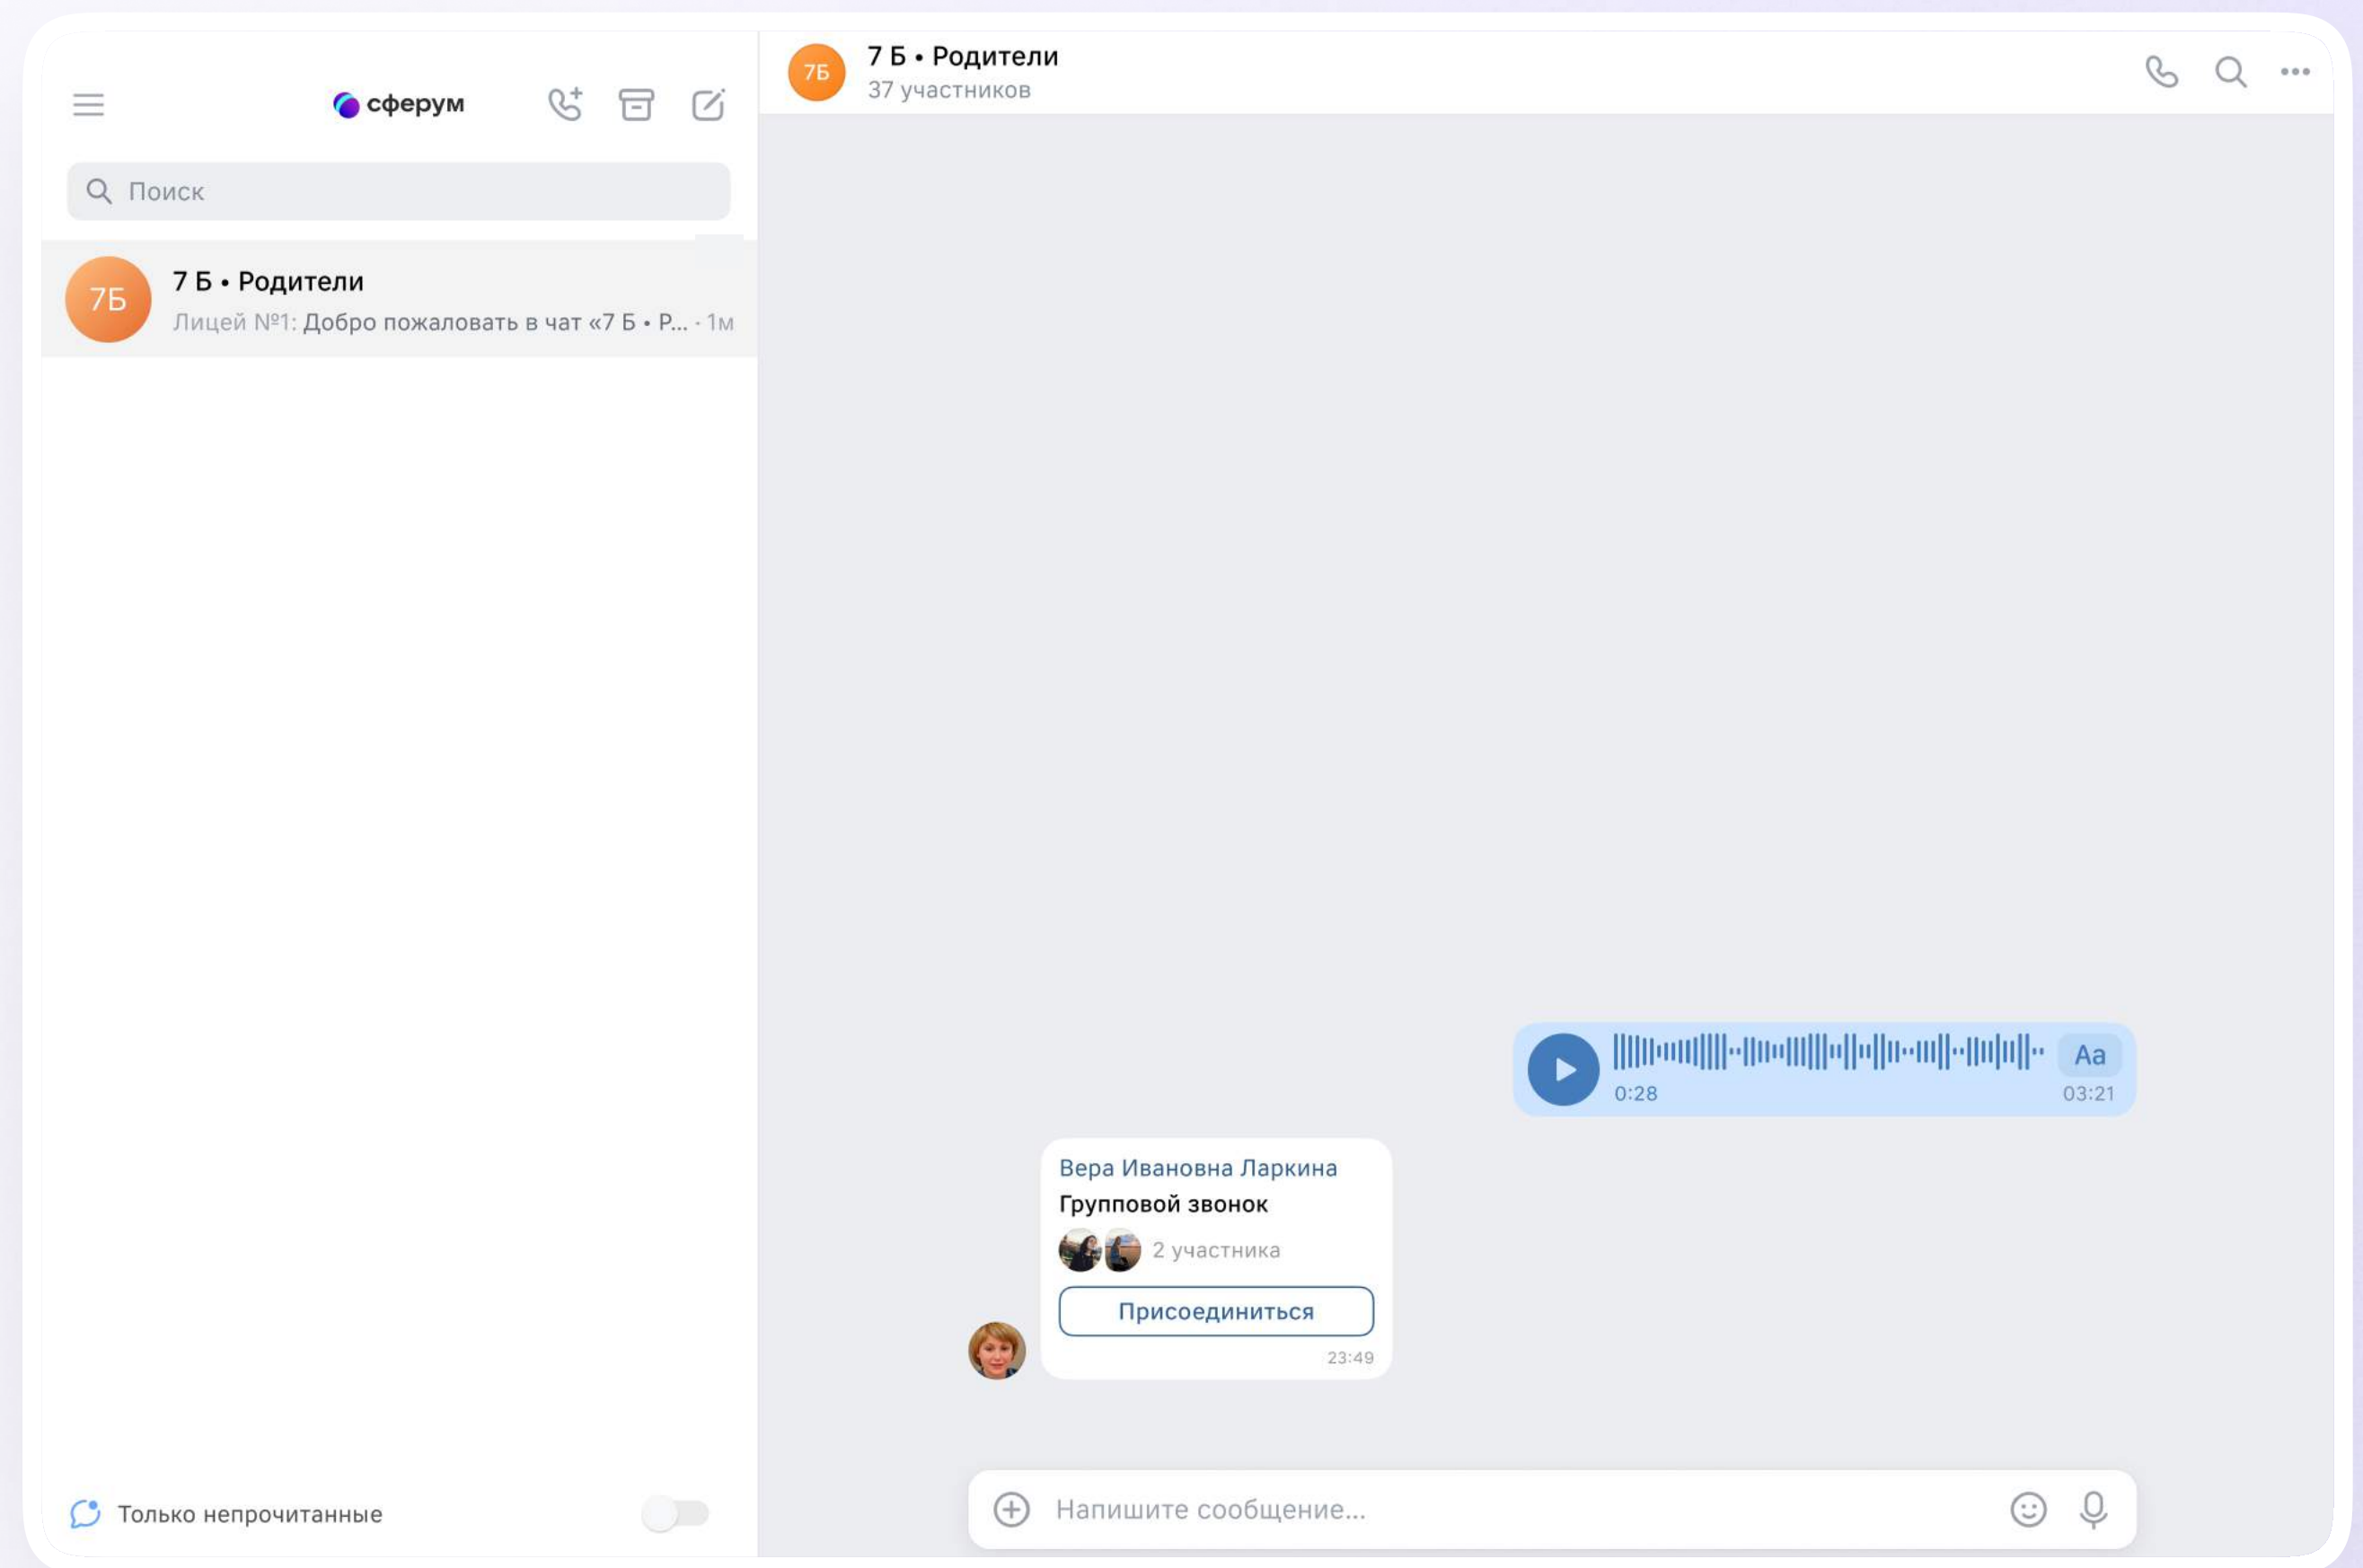 сферум
Поиск
7Б
7 Б • Родители
Лицей №1: Добро пожаловать в чат «7 Б • Р... · 1м
Только непрочитанные
7Б
7 Б • Родители
37 участников
Aa
0:28
03:21
Вера Ивановна Ларкина
Групповой звонок
2 участника
Присоединиться
23:49
Напишите сообщение...